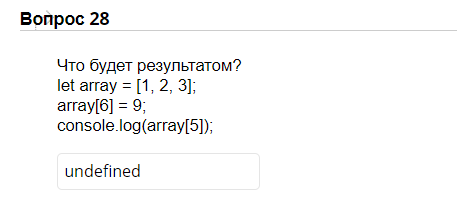 Вопрос 28
Что будет результатом?
let array = [1, 2, 3];
array[6] = 9;
console.log(array[5]);
undefined